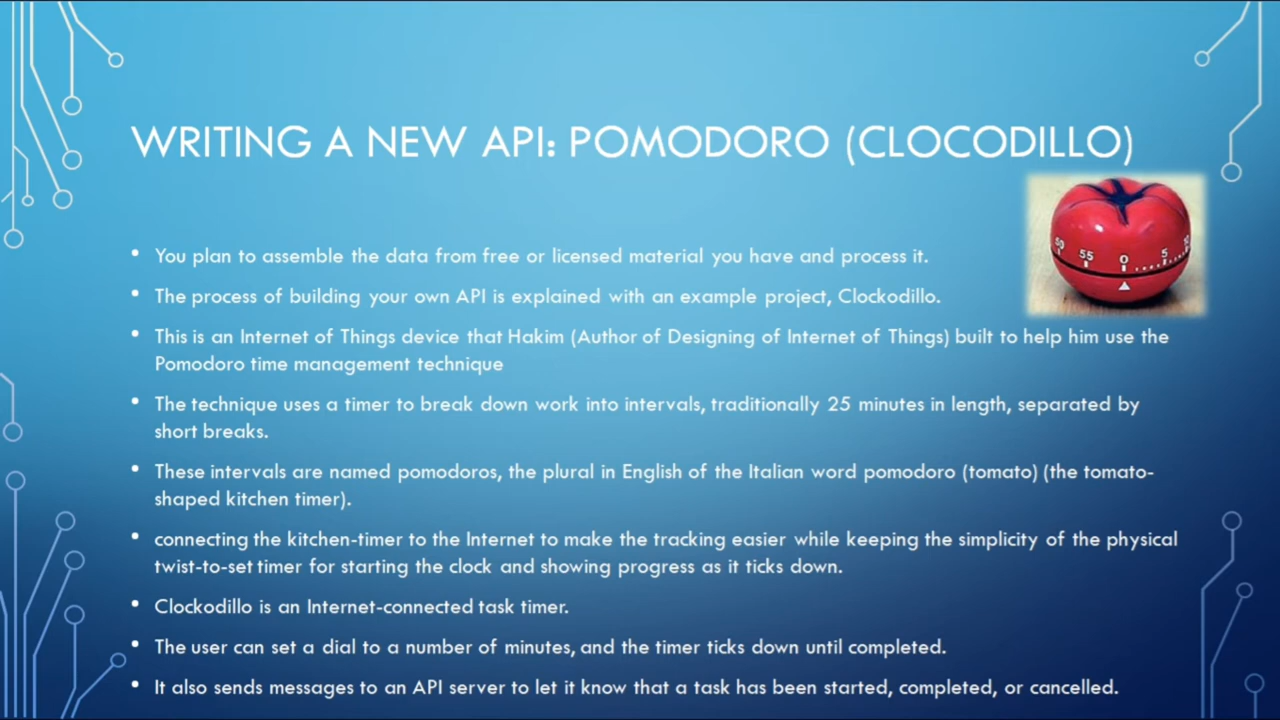 WRITING A NEW API: POMODORO (CLOCODILLO)
• You plan to assemble the data from free or licensed material you have and process it.
• The process of building your own API is explained with an example project, Clockodillo.
• This is an Internet of Things device that Hakim (Author of Designing of Internet of Things) built to help him use the
Pomodoro time management technique
• The technique uses a timer to break down work into intervals, traditionally 25 minutes in length, separated by
short breaks.
• These intervals are named pomodoros, the plural in English of the Italian word pomodoro (tomato) (the tomato-
shaped kitchen timer).
• connecting the kitchen-timer to the Internet to make the tracking easier while keeping the simplicity of the physical
twist-to-set timer for starting the clock and showing progress as it ticks down.
• Clockodillo is an Internet-connected task timer.
• The user can set a dial to a number of minutes, and the timer ticks down until completed.
• It also sends messages to an API server to let it know that a task has been started, completed, or cancelled.
50 55 0 5 10